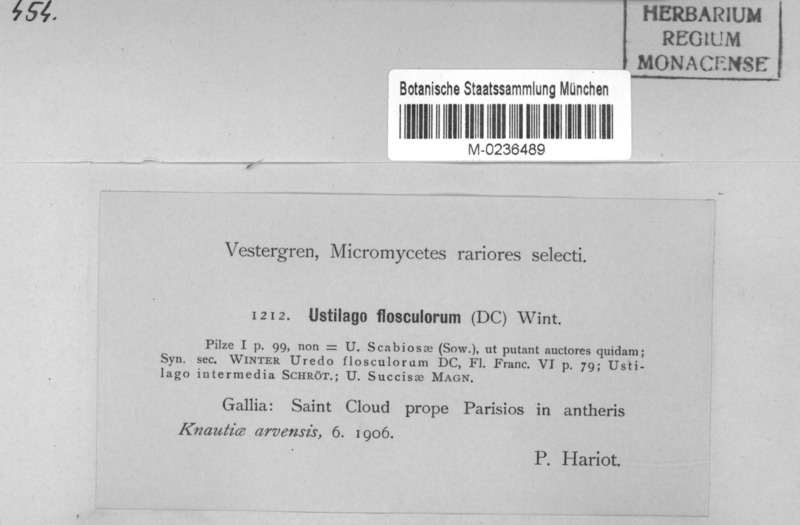 454.
HERBARIUM
REGIUM
MONACENSE
Botanische Staatssammlung München
M-0236489
Vestergren, Micromycetes rariores selecti.
1212. Ustilago flosculorum (DC) Wint.
Pilze I p. 99, non = U. Scabiosæ (Sow.), ut putant auctores quidam;
Syn. sec. WINTER Uredo flosculorum DC, Fl. Franc. VI p. 79; Usti-
lago intermedia SCHRÖT.; U. Succisæ MAGN.
Gallia: Saint Cloud prope Parisios in antheris
Knautiæ arvensis, 6. 1906.
P. Hariot.